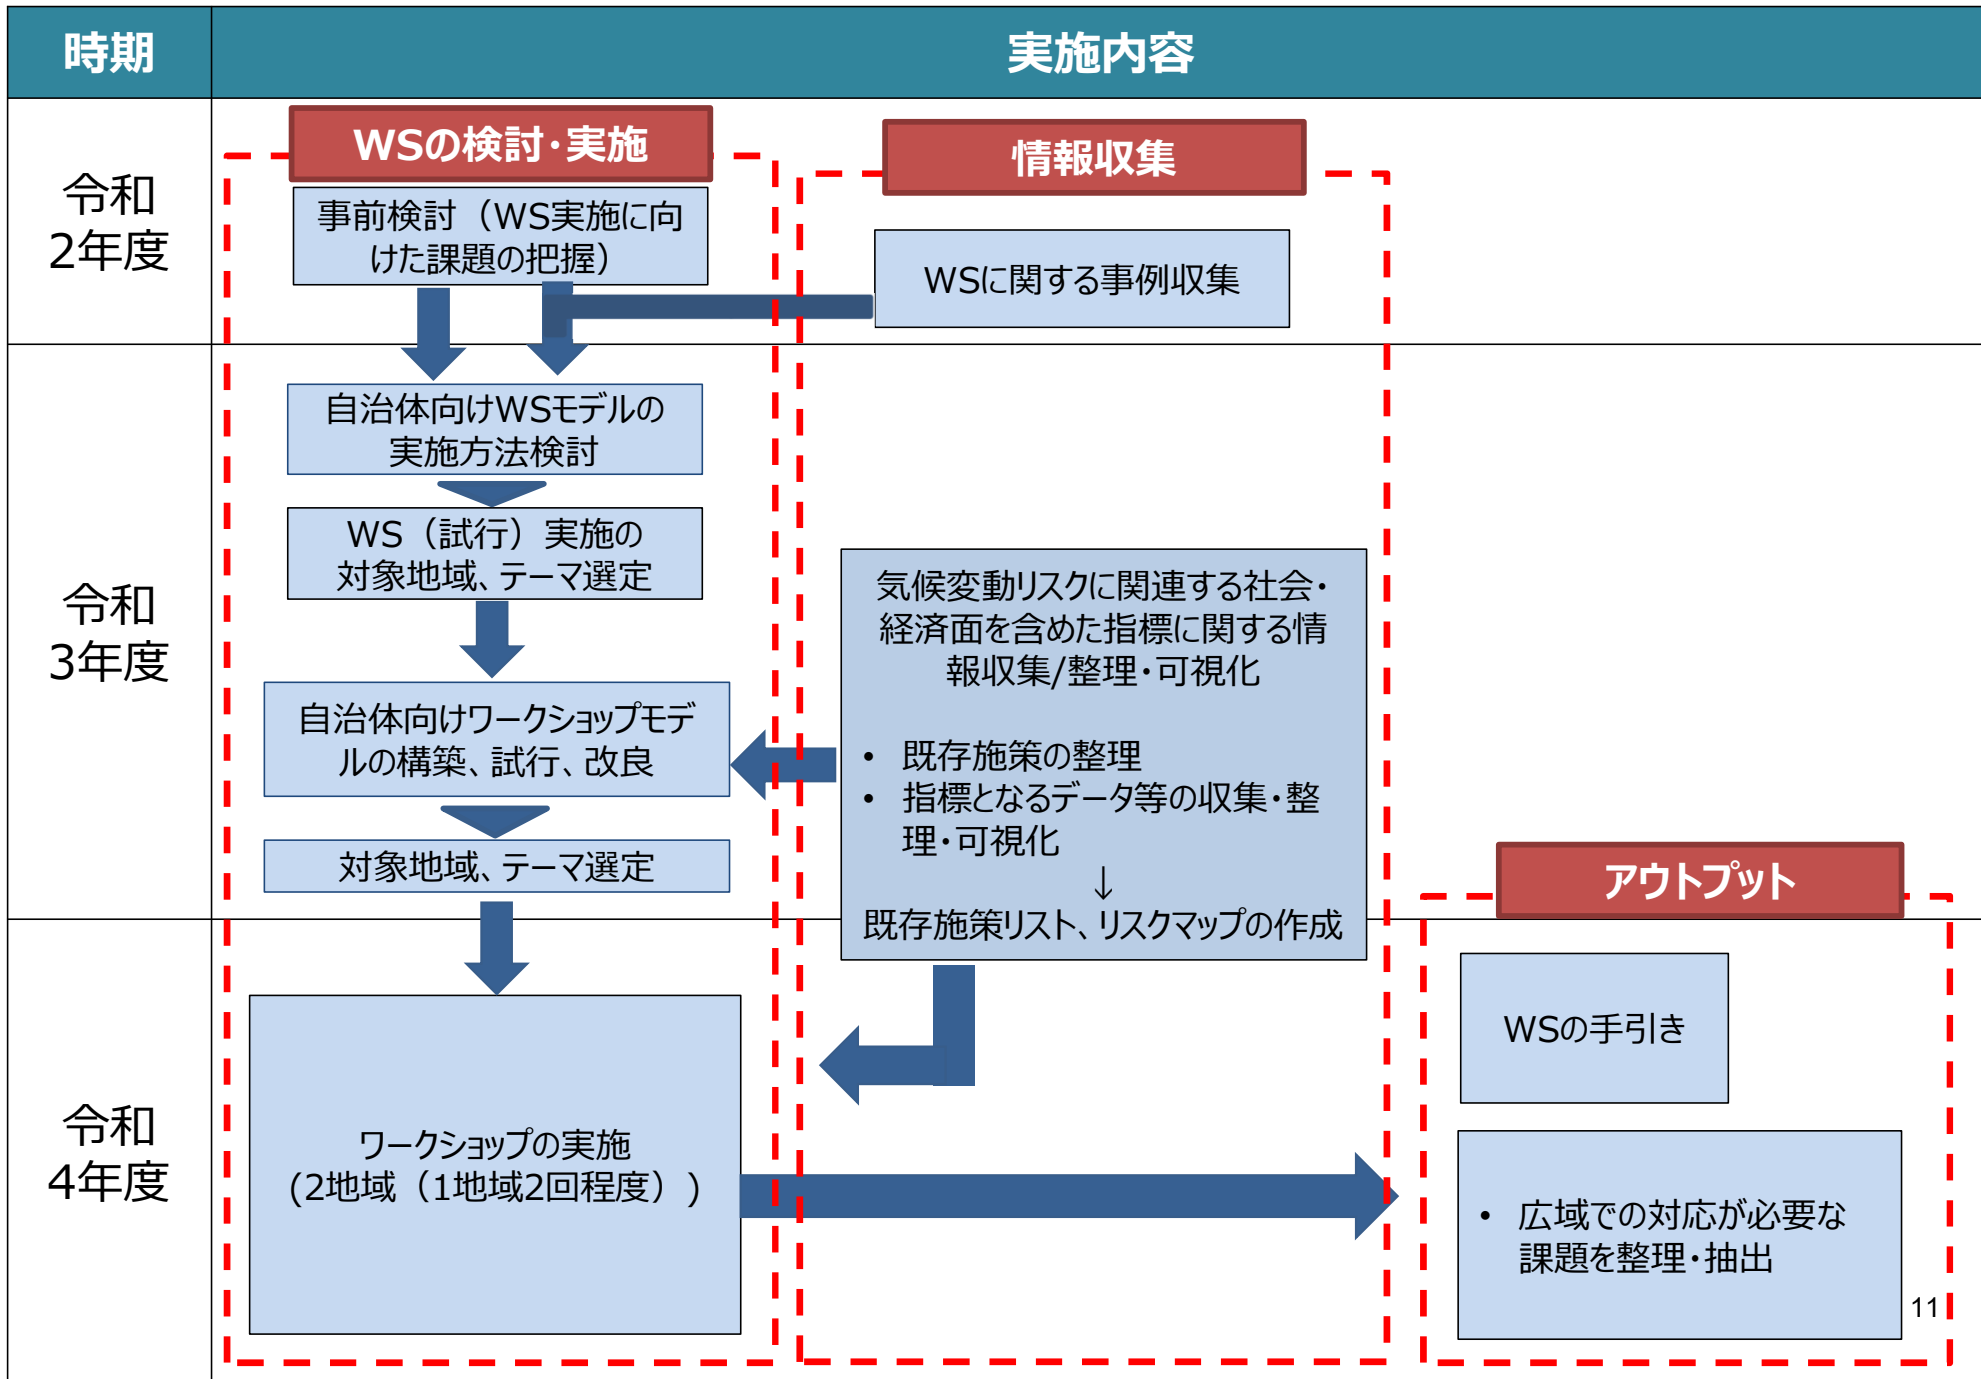 時期
実施内容
令和
2年度
WSの検討・実施
情報収集
事前検討（WS実施に向
けた課題の把握）
WSに関する事例収集
令和
3年度
自治体向けWSモデルの
実施方法検討
WS（試行）実施の
対象地域、テーマ選定
自治体向けワークショップモデ
ルの構築、試行、改良
対象地域、テーマ選定
気候変動リスクに関連する社会・
経済面を含めた指標に関する情
報収集/整理・可視化
• 既存施策の整理
• 指標となるデータ等の収集・整
理・可視化
↓
既存施策リスト、リスクマップの作成
アウトプット
令和
4年度
ワークショップの実施
(2地域（1地域2回程度）)
WSの手引き
• 広域での対応が必要な
課題を整理・抽出
11